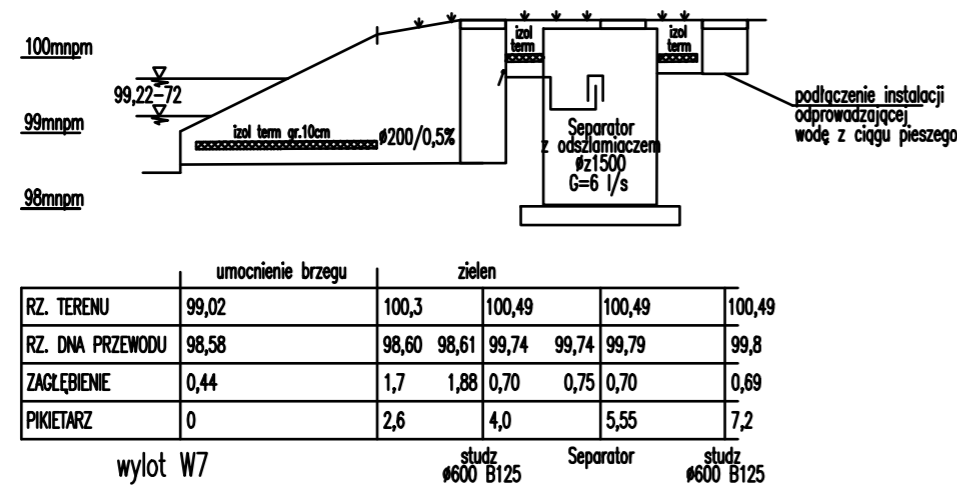 izol
term
izol
term
100mnpm
99,22-72
99mnpm
98mnpm
izol term gr.10cm
ø200/0,5%
Separator
z odszlamiaczem
øz1500
G=6 l/s
podłączenie instalacji
odprowadzającej
wodę z ciągu pieszego
umocnienie brzegu zielen
RZ. TERENU 99,02 100,3 100,49 100,49 100,49
RZ. DNA PRZEWODU 98,58 98,60 98,61 99,74 99,74 99,79 99,8
ZAGŁĘBIENIE 0,44 1,7 1,88 0,70 0,75 0,70 0,69
PIKIETARZ 0 2,6 4,0 5,55 7,2
wylot W7
studz
ø600 B125
Separator
studz
ø600 B125